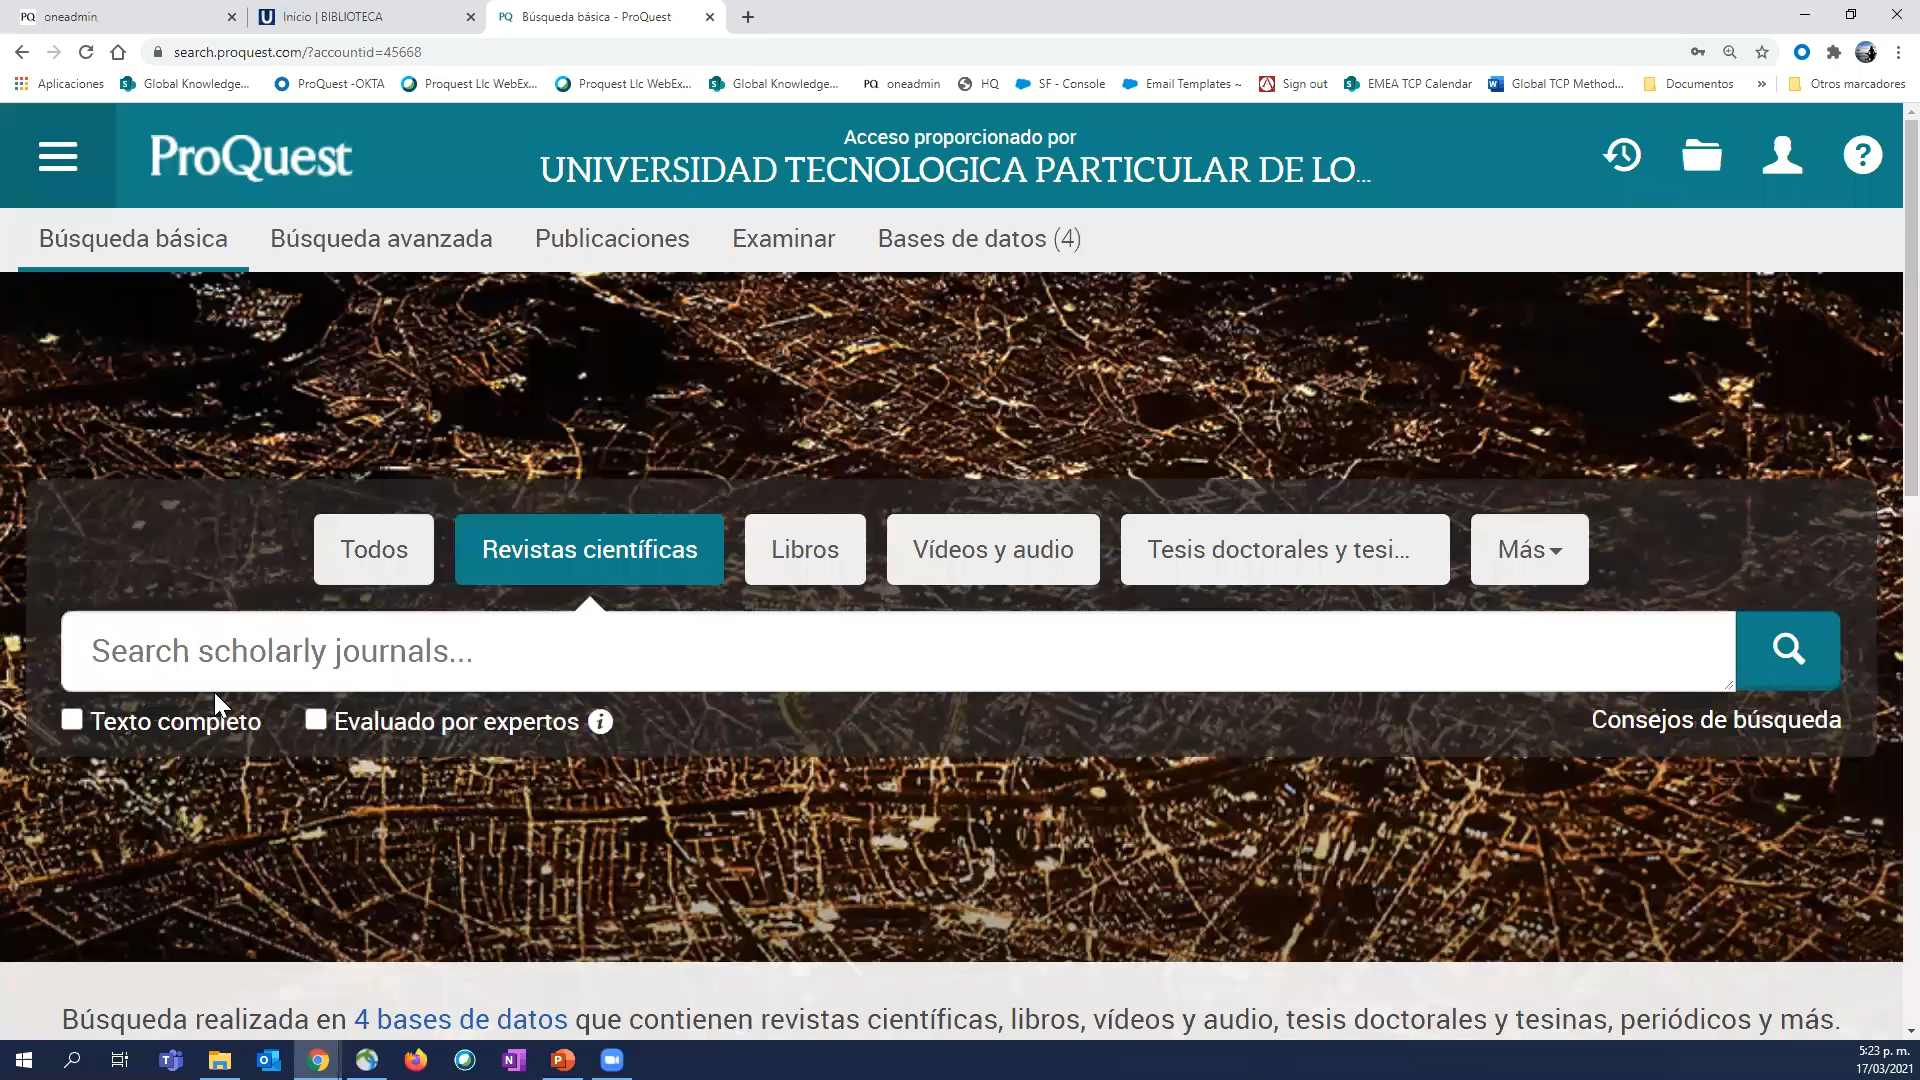 PQ oneadmin
U Inicio | BIBLIOTECA
PQ Búsqueda básica - ProQuest
search.proquest.com/?accountid=45668
Aplicaciones
Global Knowledge...
ProQuest -OKTA
Proquest Llc WebEx...
Proquest Llc WebEx...
Global Knowledge...
PQ oneadmin
HQ
SF - Console
Email Templates ~
Sign out
EMEA TCP Calendar
Global TCP Method...
Documentos
»
Otros marcadores
ProQuest
Acceso proporcionado por
UNIVERSIDAD TECNOLOGICA PARTICULAR DE LO...
?
Búsqueda básica
Búsqueda avanzada
Publicaciones
Examinar
Bases de datos (4)
Todos
Revistas científicas
Libros
Vídeos y audio
Tesis doctorales y tesi...
Más
Search scholarly journals...
Texto completo
Evaluado por expertos i
Consejos de búsqueda
Búsqueda realizada en 4 bases de datos que contienen revistas científicas, libros, vídeos y audio, tesis doctorales y tesinas, periódicos y más.
5:23 p. m.
17/03/2021